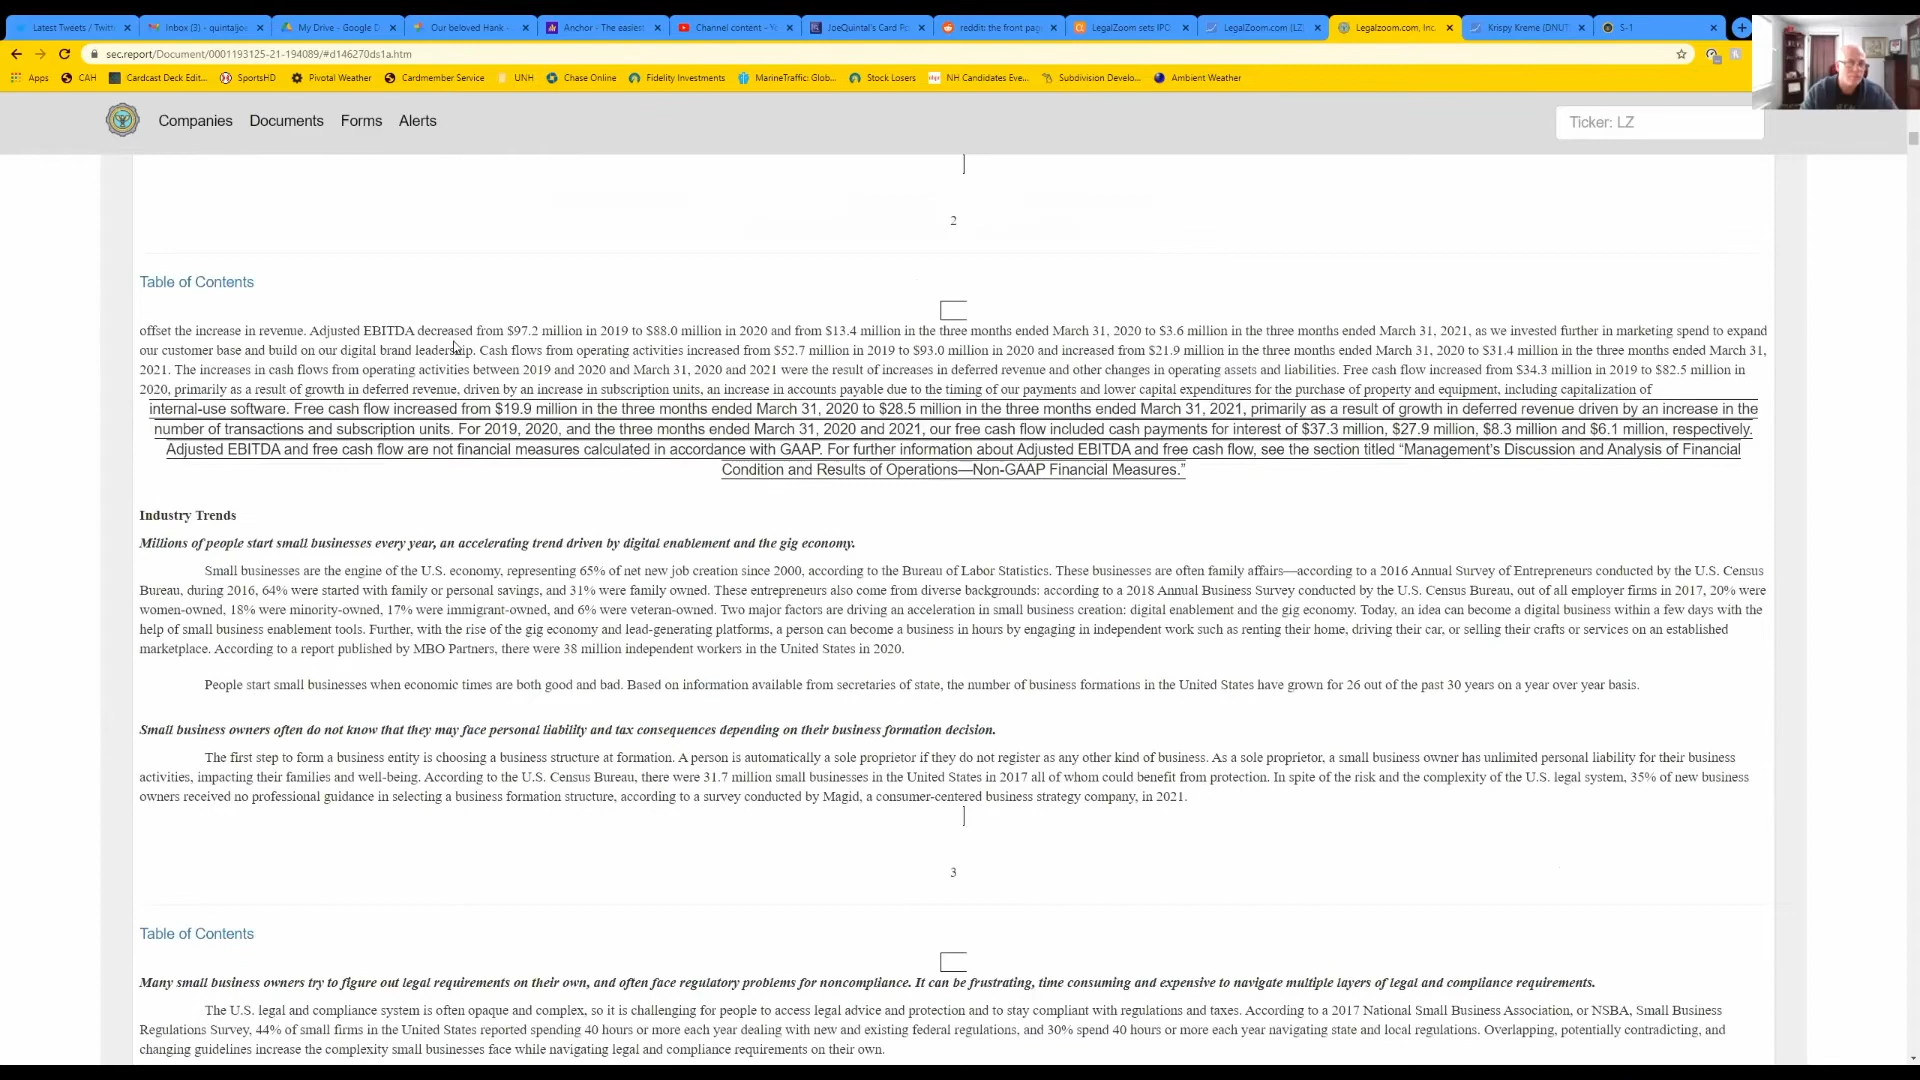 Latest Tweets / Twitt
Inbox (3) - quintaljoe
My Drive - Google D
Our beloved Hank -
Anchor - The easiest
Channel content - Yo
JoeQuintal's Card Po
reddit: the front pag
LegalZoom sets IPO
LegalZoom.com (LZ)
Legalzoom.com, Inc.
Krispy Kreme (DNUT
S-1
sec.report/Document/0001193125-21-194089/#d146270ds1a.htm
Apps
CAH
Cardcast Deck Edit...
SportsHD
Pivotal Weather
Cardmember Service
UNH
Chase Online
Fidelity Investments
MarineTraffic: Glob...
Stock Losers
NH Candidates Eve...
Subdivision Develo...
Ambient Weather
Companies
Documents
Forms
Alerts
Ticker: LZ
2
Table of Contents
offset the increase in revenue. Adjusted EBITDA decreased from $97.2 million in 2019 to $88.0 million in 2020 and from $13.4 million in the three months ended March 31, 2020 to $3.6 million in the three months ended March 31, 2021, as we invested further in marketing spend to expand
our customer base and build on our digital brand leadership. Cash flows from operating activities increased from $52.7 million in 2019 to $93.0 million in 2020 and increased from $21.9 million in the three months ended March 31, 2020 to $31.4 million in the three months ended March 31,
2021. The increases in cash flows from operating activities between 2019 and 2020 and March 31, 2020 and 2021 were the result of increases in deferred revenue and other changes in operating assets and liabilities. Free cash flow increased from $34.3 million in 2019 to $82.5 million in
2020, primarily as a result of growth in deferred revenue, driven by an increase in subscription units, an increase in accounts payable due to the timing of our payments and lower capital expenditures for the purchase of property and equipment, including capitalization of
internal-use software. Free cash flow increased from $19.9 million in the three months ended March 31, 2020 to $28.5 million in the three months ended March 31, 2021, primarily as a result of growth in deferred revenue driven by an increase in the
number of transactions and subscription units. For 2019, 2020, and the three months ended March 31, 2020 and 2021, our free cash flow included cash payments for interest of $37.3 million, $27.9 million, $8.3 million and $6.1 million, respectively.
Adjusted EBITDA and free cash flow are not financial measures calculated in accordance with GAAP. For further information about Adjusted EBITDA and free cash flow, see the section titled “Management’s Discussion and Analysis of Financial
Condition and Results of Operations—Non-GAAP Financial Measures.”
Industry Trends
Millions of people start small businesses every year, an accelerating trend driven by digital enablement and the gig economy.
Small businesses are the engine of the U.S. economy, representing 65% of net new job creation since 2000, according to the Bureau of Labor Statistics. These businesses are often family affairs—according to a 2016 Annual Survey of Entrepreneurs conducted by the U.S. Census
Bureau, during 2016, 64% were started with family or personal savings, and 31% were family owned. These entrepreneurs also come from diverse backgrounds: according to a 2018 Annual Business Survey conducted by the U.S. Census Bureau, out of all employer firms in 2017, 20% were
women-owned, 18% were minority-owned, 17% were immigrant-owned, and 6% were veteran-owned. Two major factors are driving an acceleration in small business creation: digital enablement and the gig economy. Today, an idea can become a digital business within a few days with the
help of small business enablement tools. Further, with the rise of the gig economy and lead-generating platforms, a person can become a business in hours by engaging in independent work such as renting their home, driving their car, or selling their crafts or services on an established
marketplace. According to a report published by MBO Partners, there were 38 million independent workers in the United States in 2020.
People start small businesses when economic times are both good and bad. Based on information available from secretaries of state, the number of business formations in the United States have grown for 26 out of the past 30 years on a year over year basis.
Small business owners often do not know that they may face personal liability and tax consequences depending on their business formation decision.
The first step to form a business entity is choosing a business structure at formation. A person is automatically a sole proprietor if they do not register as any other kind of business. As a sole proprietor, a small business owner has unlimited personal liability for their business
activities, impacting their families and well-being. According to the U.S. Census Bureau, there were 31.7 million small businesses in the United States in 2017 all of whom could benefit from protection. In spite of the risk and the complexity of the U.S. legal system, 35% of new business
owners received no professional guidance in selecting a business formation structure, according to a survey conducted by Magid, a consumer-centered business strategy company, in 2021.
3
Table of Contents
Many small business owners try to figure out legal requirements on their own, and often face regulatory problems for noncompliance. It can be frustrating, time consuming and expensive to navigate multiple layers of legal and compliance requirements.
The U.S. legal and compliance system is often opaque and complex, so it is challenging for people to access legal advice and protection and to stay compliant with regulations and taxes. According to a 2017 National Small Business Association, or NSBA, Small Business
Regulations Survey, 44% of small firms in the United States reported spending 40 hours or more each year dealing with new and existing federal regulations, and 30% spend 40 hours or more each year navigating state and local regulations. Overlapping, potentially contradicting, and
changing guidelines increase the complexity small businesses face while navigating legal and compliance requirements on their own.